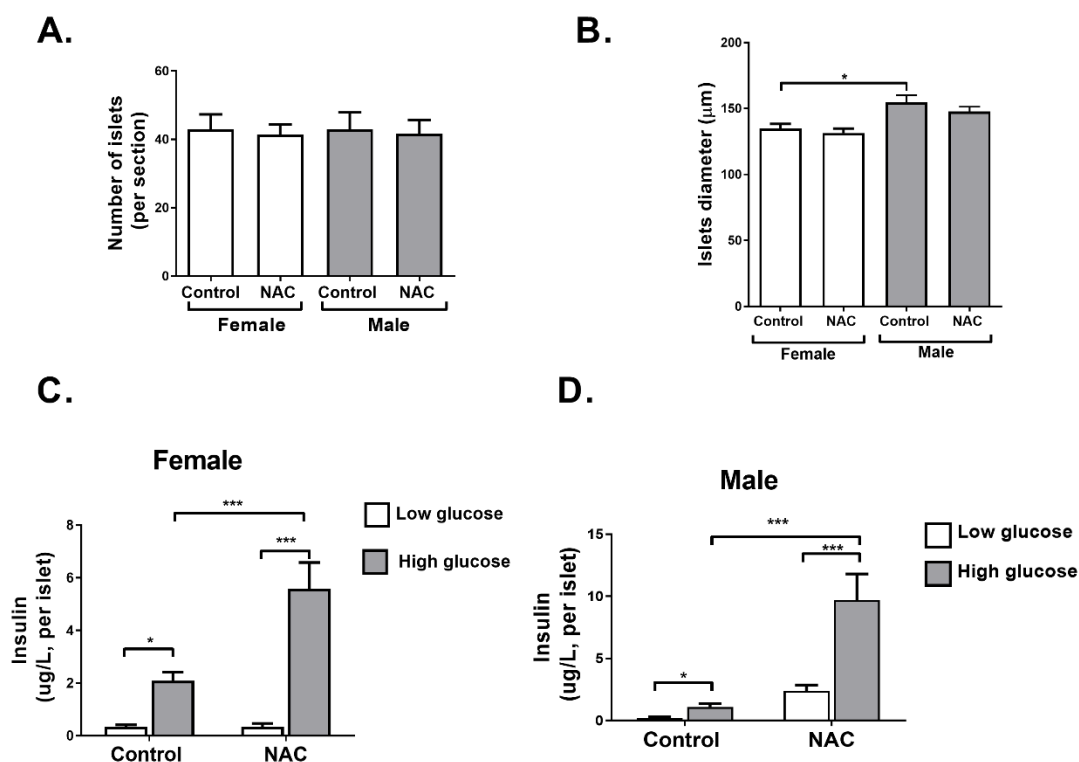 A.
Number of islets
(per section)
60
40
20
0
Control NAC Control NAC
Female Male
B.
Islets diameter (μm)
200
150
100
50
0
*
Control NAC Control NAC
Female Male
C.
Female
Insulin
(ug/L, per islet)
8
6
4
2
0
***
***
*
Control NAC
Low glucose
High glucose
D.
Male
Insulin
(ug/L, per islet)
15
10
5
0
***
***
*
Control NAC
Low glucose
High glucose